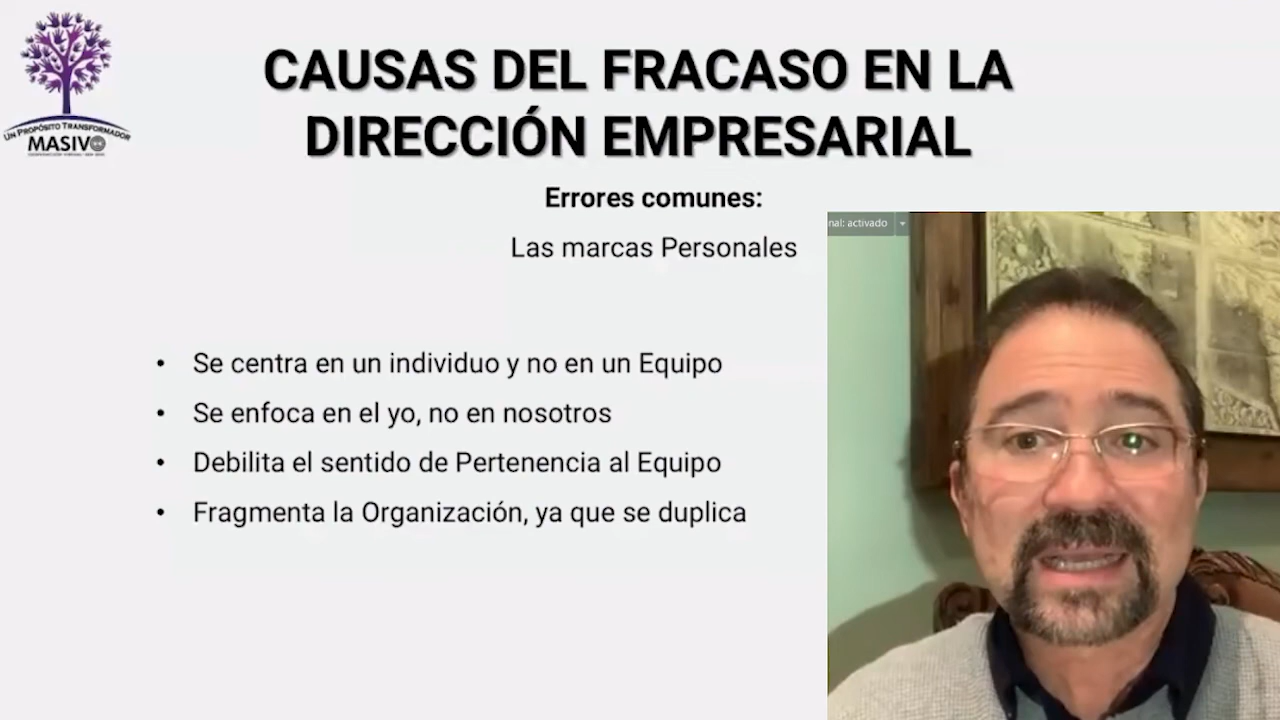 UN PROPÓSITO TRANSFORMADOR
MASIVO
CAUSAS DEL FRACASO EN LA
DIRECCIÓN EMPRESARIAL
Errores comunes:
Las marcas Personales
nal: activado
• Se centra en un individuo y no en un Equipo
• Se enfoca en el yo, no en nosotros
• Debilita el sentido de Pertenencia al Equipo
• Fragmenta la Organización, ya que se duplica